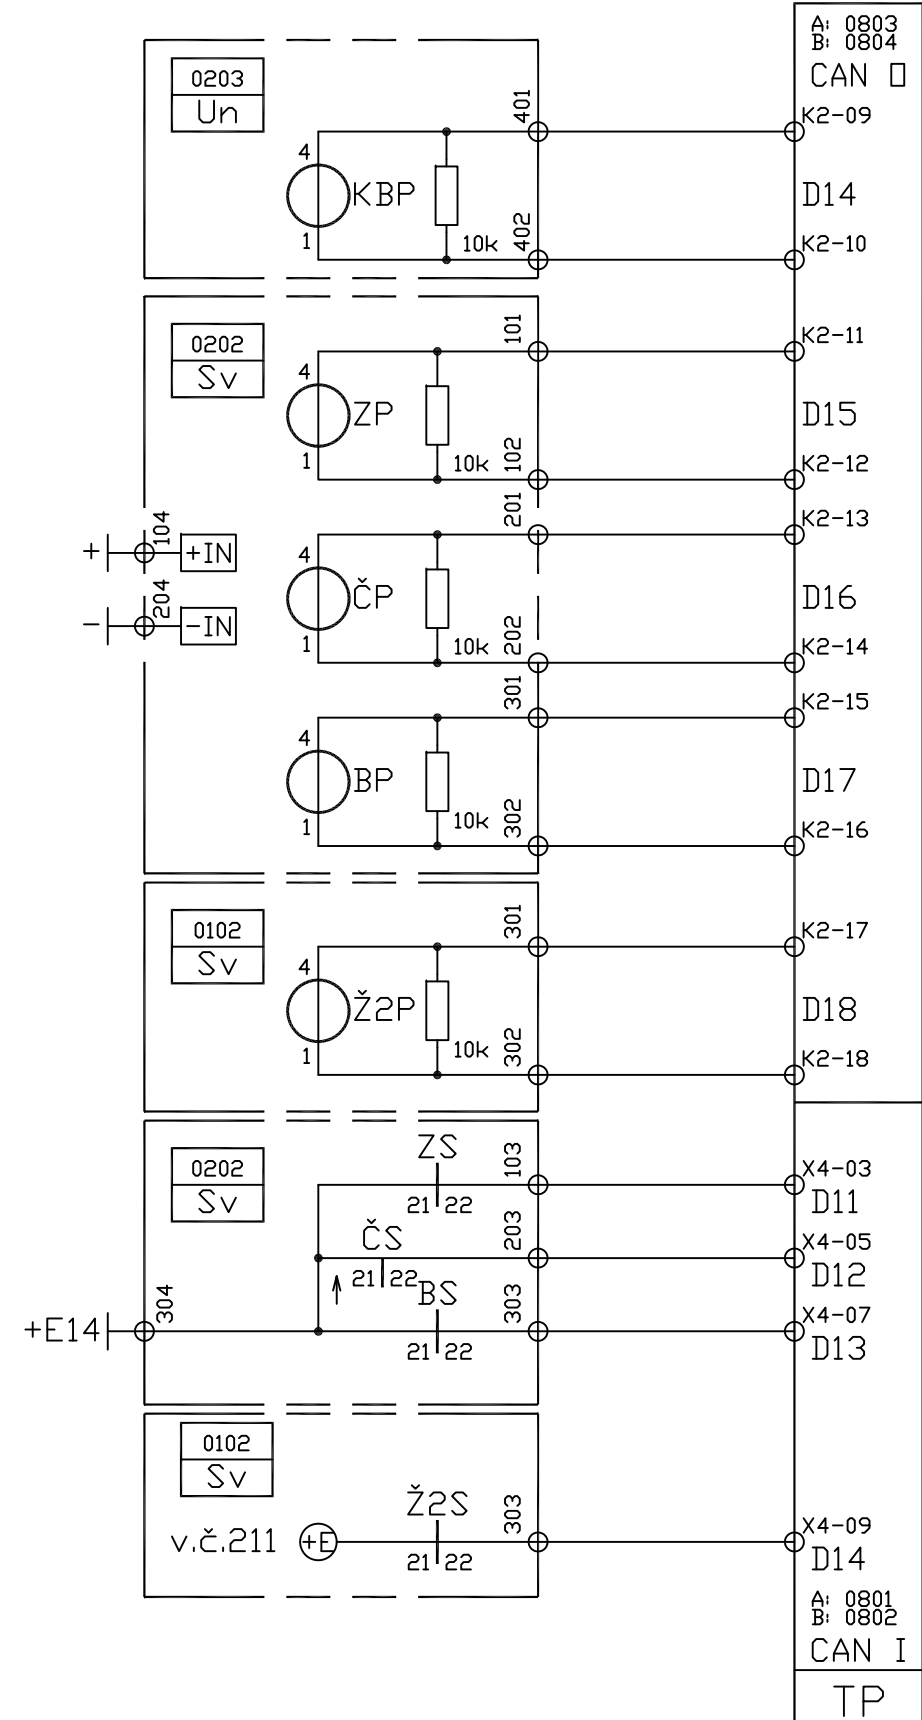 A: 0803
B: 0804
CAN O
0203
Un
401
K2-09
4
KBP
D14
1
10k
402
K2-10
0202
Sv
101
K2-11
4
ZP
D15
1
10k
102
K2-12
201
K2-13
+
104
+IN
4
ČP
D16
-
204
-IN
1
10k
202
K2-14
301
K2-15
4
BP
D17
1
10k
302
K2-16
0102
Sv
301
K2-17
4
Ž2P
D18
1
10k
302
K2-18
0202
Sv
ZS
21 22
103
X4-03
D11
ČS
21 22
203
X4-05
D12
+E14
304
BS
21 22
303
X4-07
D13
0102
Sv
v.č.211
+E
Ž2S
21 22
303
X4-09
D14
A: 0801
B: 0802
CAN I
TP